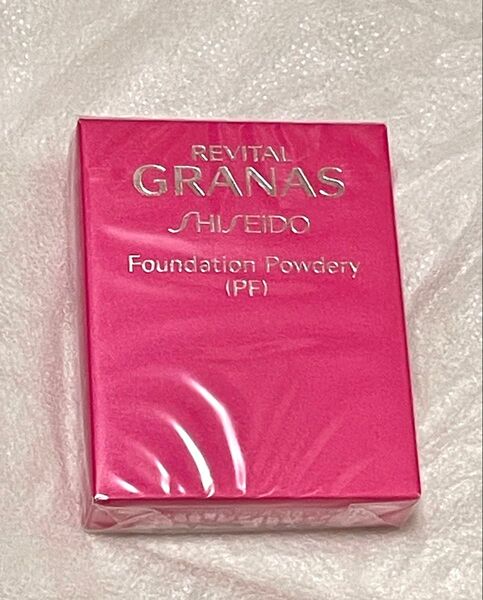 REVITAL
GRANAS
SHISEIDO
Foundation Powdery
(PF)